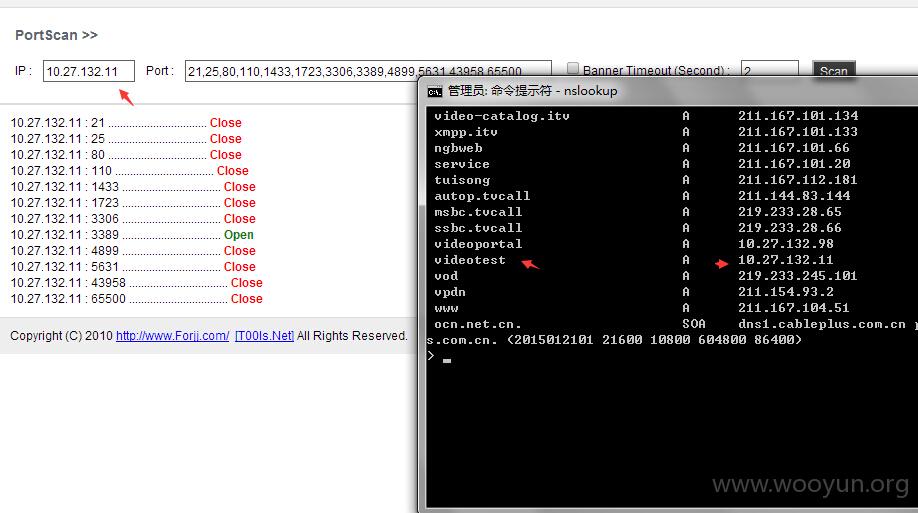 PortScan >>
IP : 10.27.132.11 Port : 21,25,80,110,1433,1723,3306,3389,4899,5631,43958,65500 Banner Timeout(Second) : 2 Scan
10.27.132.11 : 21 ................................. Close
10.27.132.11 : 25 ................................. Close
10.27.132.11 : 80 ................................. Close
10.27.132.11 : 110 ............................... Close
10.27.132.11 : 1433 ................................. Close
10.27.132.11 : 1723 ................................. Close
10.27.132.11 : 3306 ................................. Close
10.27.132.11 : 3389 ................................. Open
10.27.132.11 : 4899 ................................. Close
10.27.132.11 : 5631 ................................. Close
10.27.132.11 : 43958 ................................. Close
10.27.132.11 : 65500 ................................. Close
Copyright (C) 2010 http://www.Forjj.com/ [T00ls.Net] All Rights Reserved.
管理员: 命令提示符 - nslookup
video-catalog.itv A 211.167.101.134
xmpp.itv A 211.167.101.133
ngbweb A 211.167.101.66
service A 211.167.101.20
tuisong A 211.167.112.181
autop.tvcall A 211.144.83.144
msbc.tvcall A 219.233.28.65
ssbc.tvcall A 219.233.28.66
videoportal A 10.27.132.98
videotest A 10.27.132.11
vod A 219.233.245.101
vpdn A 211.154.93.2
www A 211.167.104.51
ocn.net.cn. SOA dns1.cableplus.com.cn p
s.com.cn. (2015012101 21600 10800 604800 86400)
> _
www.wooyun.org